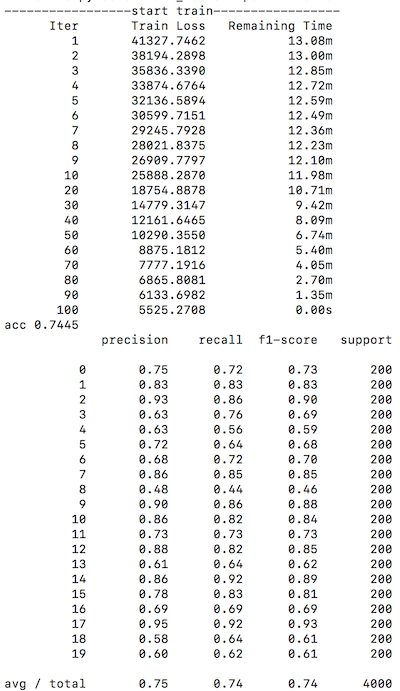 -----------------start train-----------------
Iter Train Loss Remaining Time
1 41327.7462 13.08m
2 38194.2898 13.00m
3 35836.3390 12.85m
4 33874.6764 12.72m
5 32136.5894 12.59m
6 30599.7151 12.49m
7 29245.7928 12.36m
8 28021.8375 12.23m
9 26909.7797 12.10m
10 25888.2870 11.98m
20 18754.8878 10.71m
30 14779.3147 9.42m
40 12161.6465 8.09m
50 10290.3550 6.74m
60 8875.1812 5.40m
70 7777.1916 4.05m
80 6865.8081 2.70m
90 6133.6982 1.35m
100 5525.2708 0.00s
acc 0.7445
precision recall f1-score support
0 0.75 0.72 0.73 200
1 0.83 0.83 0.83 200
2 0.93 0.86 0.90 200
3 0.63 0.76 0.69 200
4 0.63 0.56 0.59 200
5 0.72 0.64 0.68 200
6 0.68 0.72 0.70 200
7 0.86 0.85 0.85 200
8 0.48 0.44 0.46 200
9 0.90 0.86 0.88 200
10 0.86 0.82 0.84 200
11 0.73 0.73 0.73 200
12 0.88 0.82 0.85 200
13 0.61 0.64 0.62 200
14 0.86 0.92 0.89 200
15 0.78 0.83 0.81 200
16 0.69 0.69 0.69 200
17 0.95 0.92 0.93 200
18 0.58 0.64 0.61 200
19 0.60 0.62 0.61 200
avg / total 0.75 0.74 0.74 4000